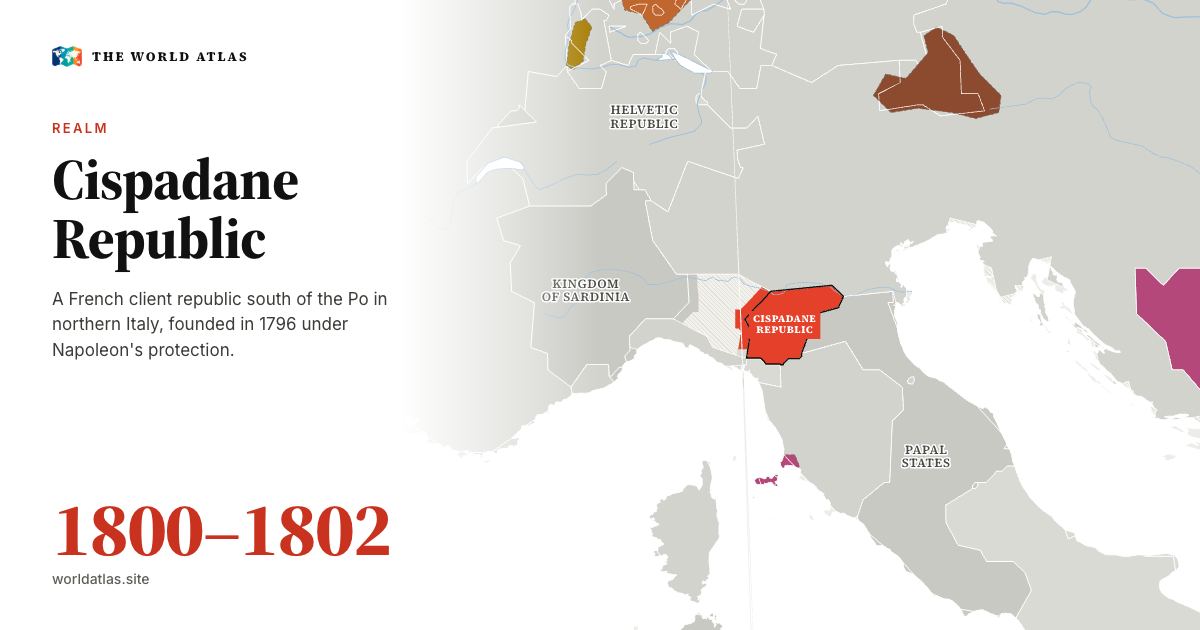 THE WORLD ATLAS
REALM
Cispadane
Republic
A French client republic south of the Po in
northern Italy, founded in 1796 under
Napoleon's protection.
1800–1802
worldatlas.site
HELVETIC
REPUBLIC
KINGDOM
OF SARDINIA
CISPADANE
REPUBLIC
PAPAL
STATES